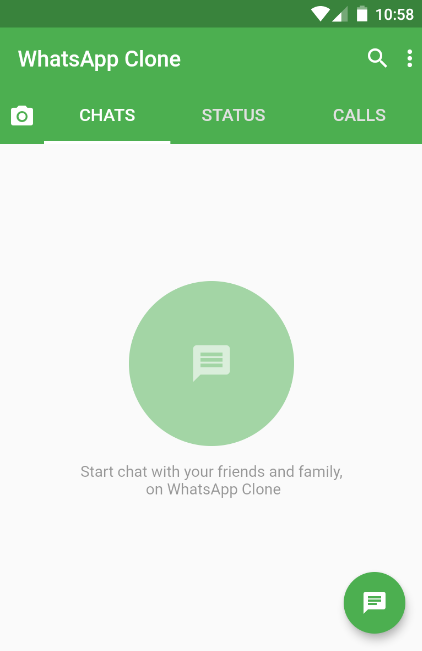 10:58
WhatsApp Clone
CHATS STATUS CALLS
Start chat with your friends and family,
on WhatsApp Clone